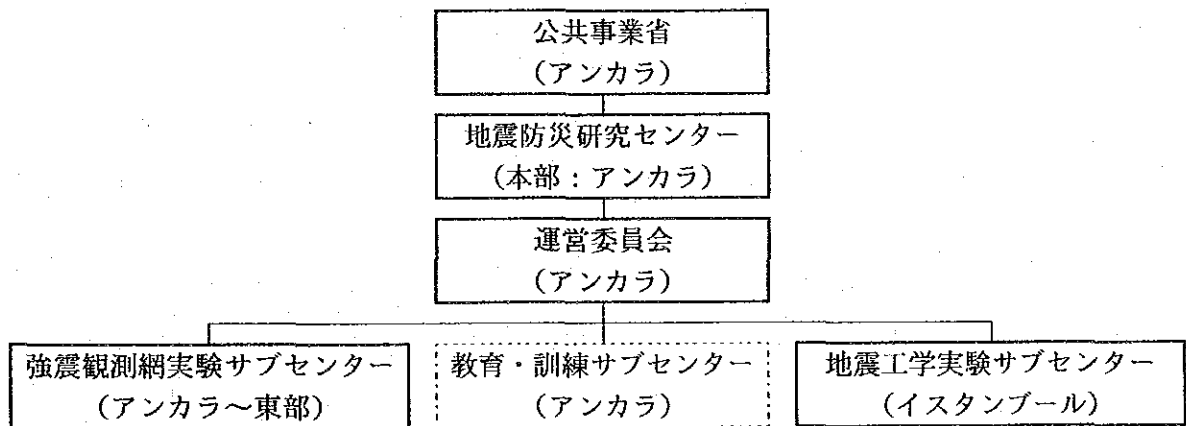 公共事業省
(アンカラ)
地震防災研究センター
(本部：アンカラ)
運営委員会
(アンカラ)
強震観測網実験サブセンター
(アンカラ～東部)
教育・訓練サブセンター
(アンカラ)
地震工学実験サブセンター
(イスタンブール)